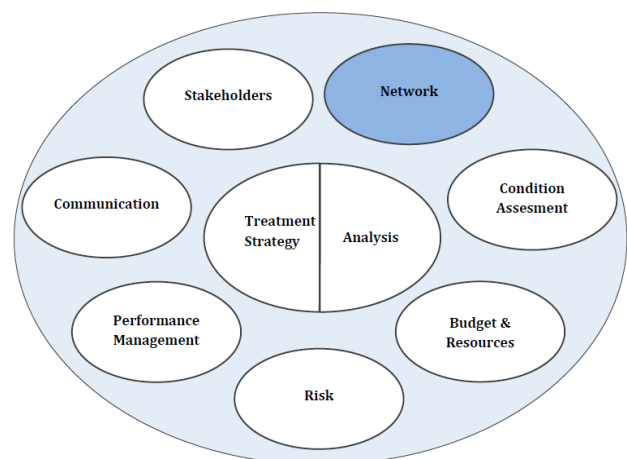 Stakeholders
Network
Communication
Condition
Assesment
Treatment
Strategy
Analysis
Performance
Management
Budget &
Resources
Risk